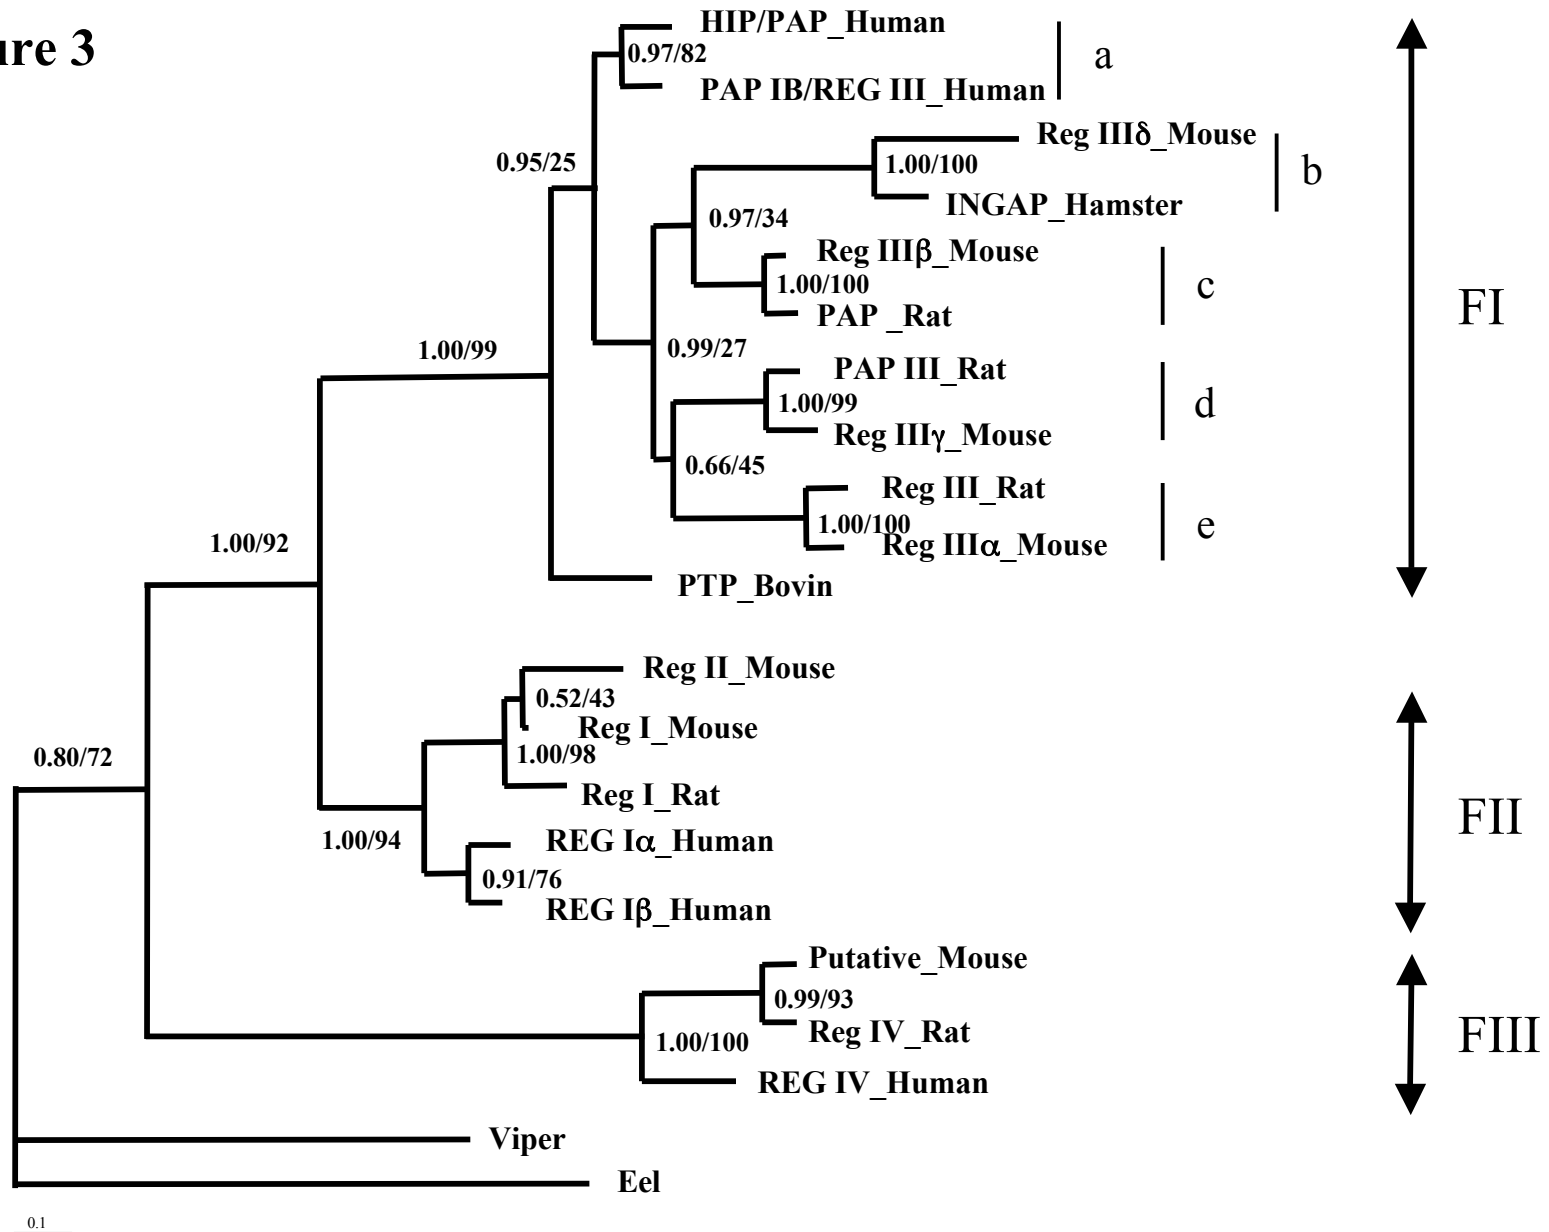 ure 3
HIP/PAP_Human
0.97/82
a
PAP IB/REG III_Human
Reg IIIδ_Mouse
0.95/25
1.00/100
b
INGAP_Hamster
0.97/34
Reg IIIβ_Mouse
1.00/100
c
FI
PAP _Rat
0.99/27
1.00/99
PAP III_Rat
1.00/99
d
Reg IIIγ_Mouse
0.66/45
Reg III_Rat
1.00/100
e
Reg IIIα_Mouse
1.00/92
PTP_Bovin
Reg II_Mouse
0.52/43
Reg I_Mouse
0.80/72
1.00/98
Reg I_Rat
FII
1.00/94
REG Iα_Human
0.91/76
REG Iβ_Human
Putative_Mouse
0.99/93
Reg IV_Rat
FIII
1.00/100
REG IV_Human
Viper
Eel
0.1